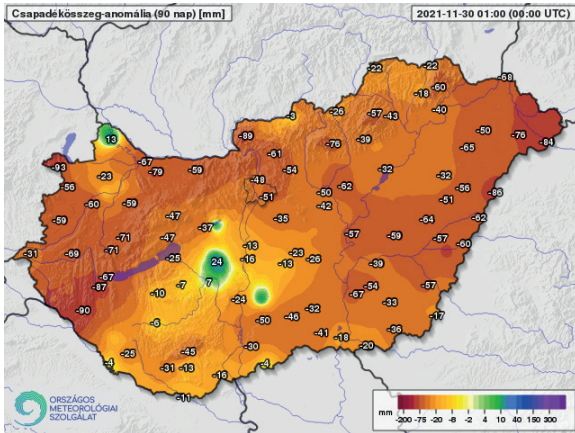 Csapadékösszeg-anomália (90 nap) [mm]
2021-11-30 01:00 (00:00 UTC)
-22 -22 -68
-18 -60
-3 -26 -57 -43 -40
13 -89 -76 -39 -50 -76 -84
-93 -67 -79 -59 -61 -54 -65
-23 -48 -32 -32
-56 -51 -50 -62 -56 -86
-60 -59 -42 -51
-59 -47 -37 -35 -64 -62
-71 -47 -57 -59 -57 -60
-31 -69 -71 -25 -13 -23
24 -16 -13 -26 -39
-67 -87 -7 7 -54 -57
-10 -24 -67 -33
-90 -32 -17
-6 -50 -46 -36
-41 -18 -20
-25 -45 -30
-4 -31 -13 -16 -4
-11
ORSZÁGOS
METEOROLÓGIAI
SZOLGÁLAT
mm
-200 -75 -20 -8 -2 4 10 40 150 300